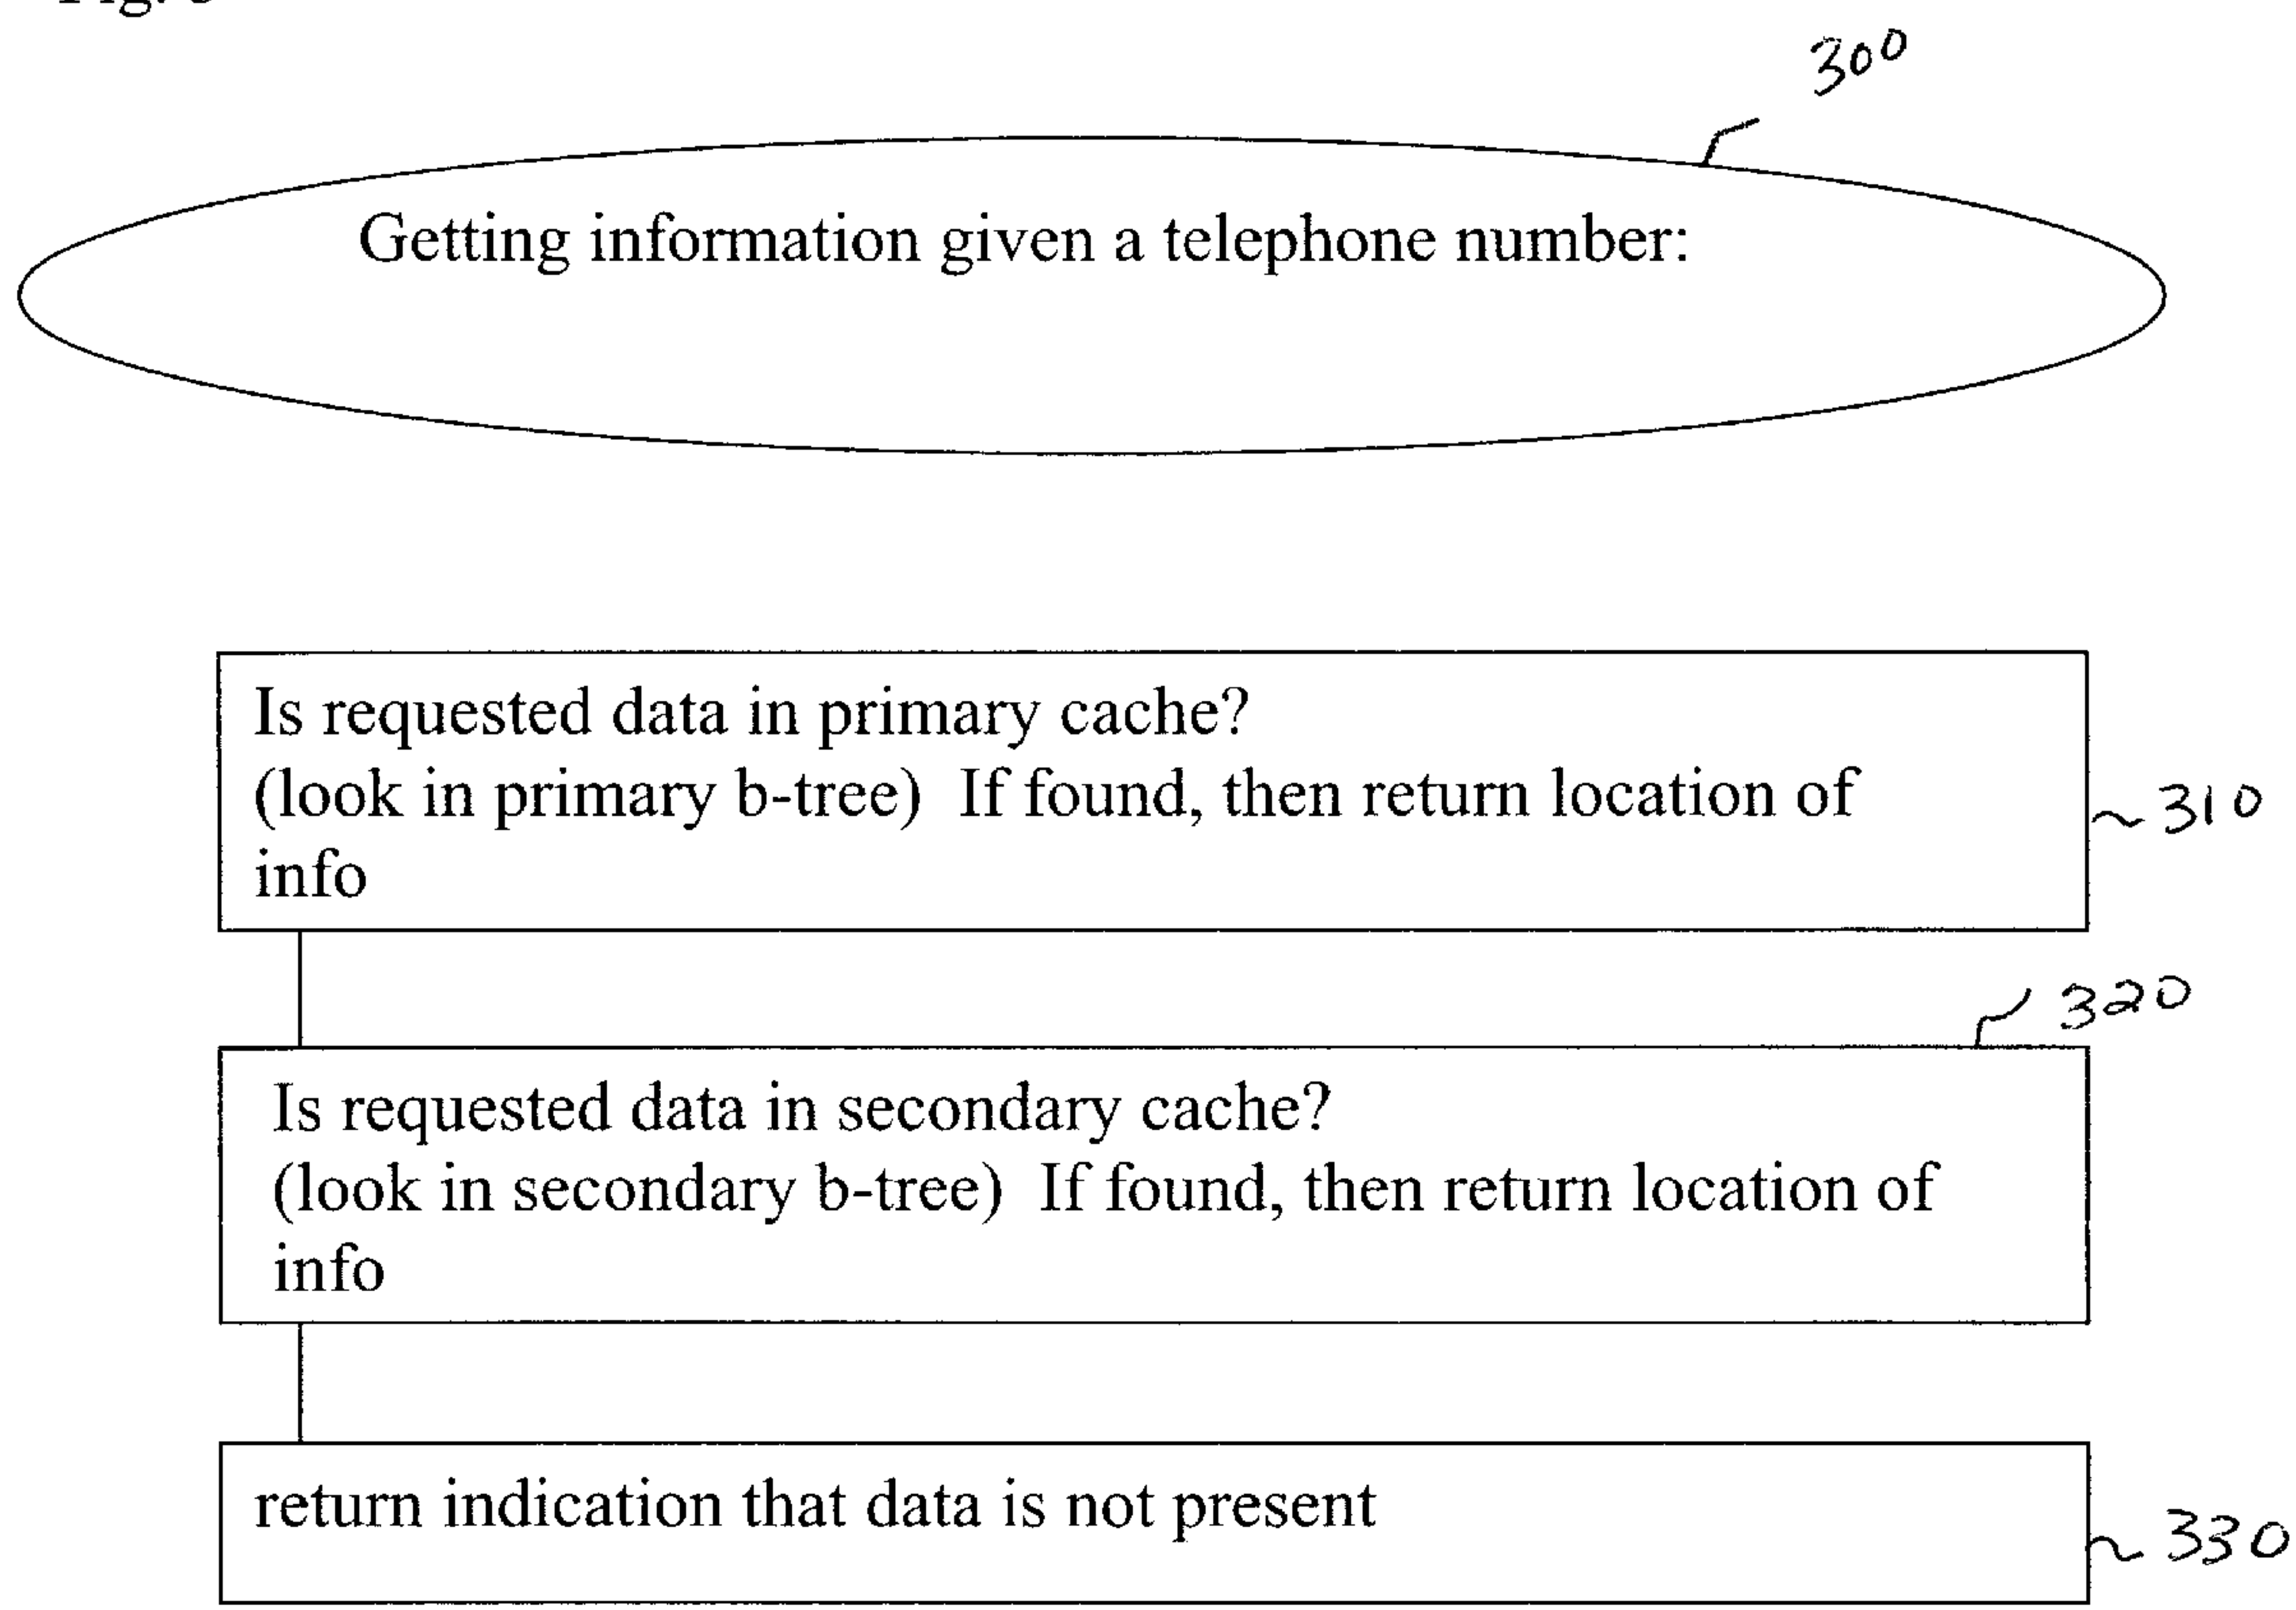 300
Getting information given a telephone number:
Is requested data in primary cache?
(look in primary b-tree) If found, then return location of
info
310
320
Is requested data in secondary cache?
(look in secondary b-tree) If found, then return location of
info
return indication that data is not present
330